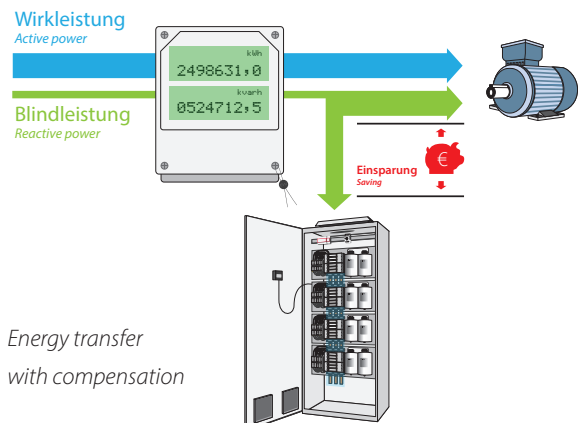 Wirkleistung
Active power
kWh
2498631,0
kvarh
0524712,5
Blindleistung
Reactive power
Einsparung
Saving
€
Energy transfer
with compensation